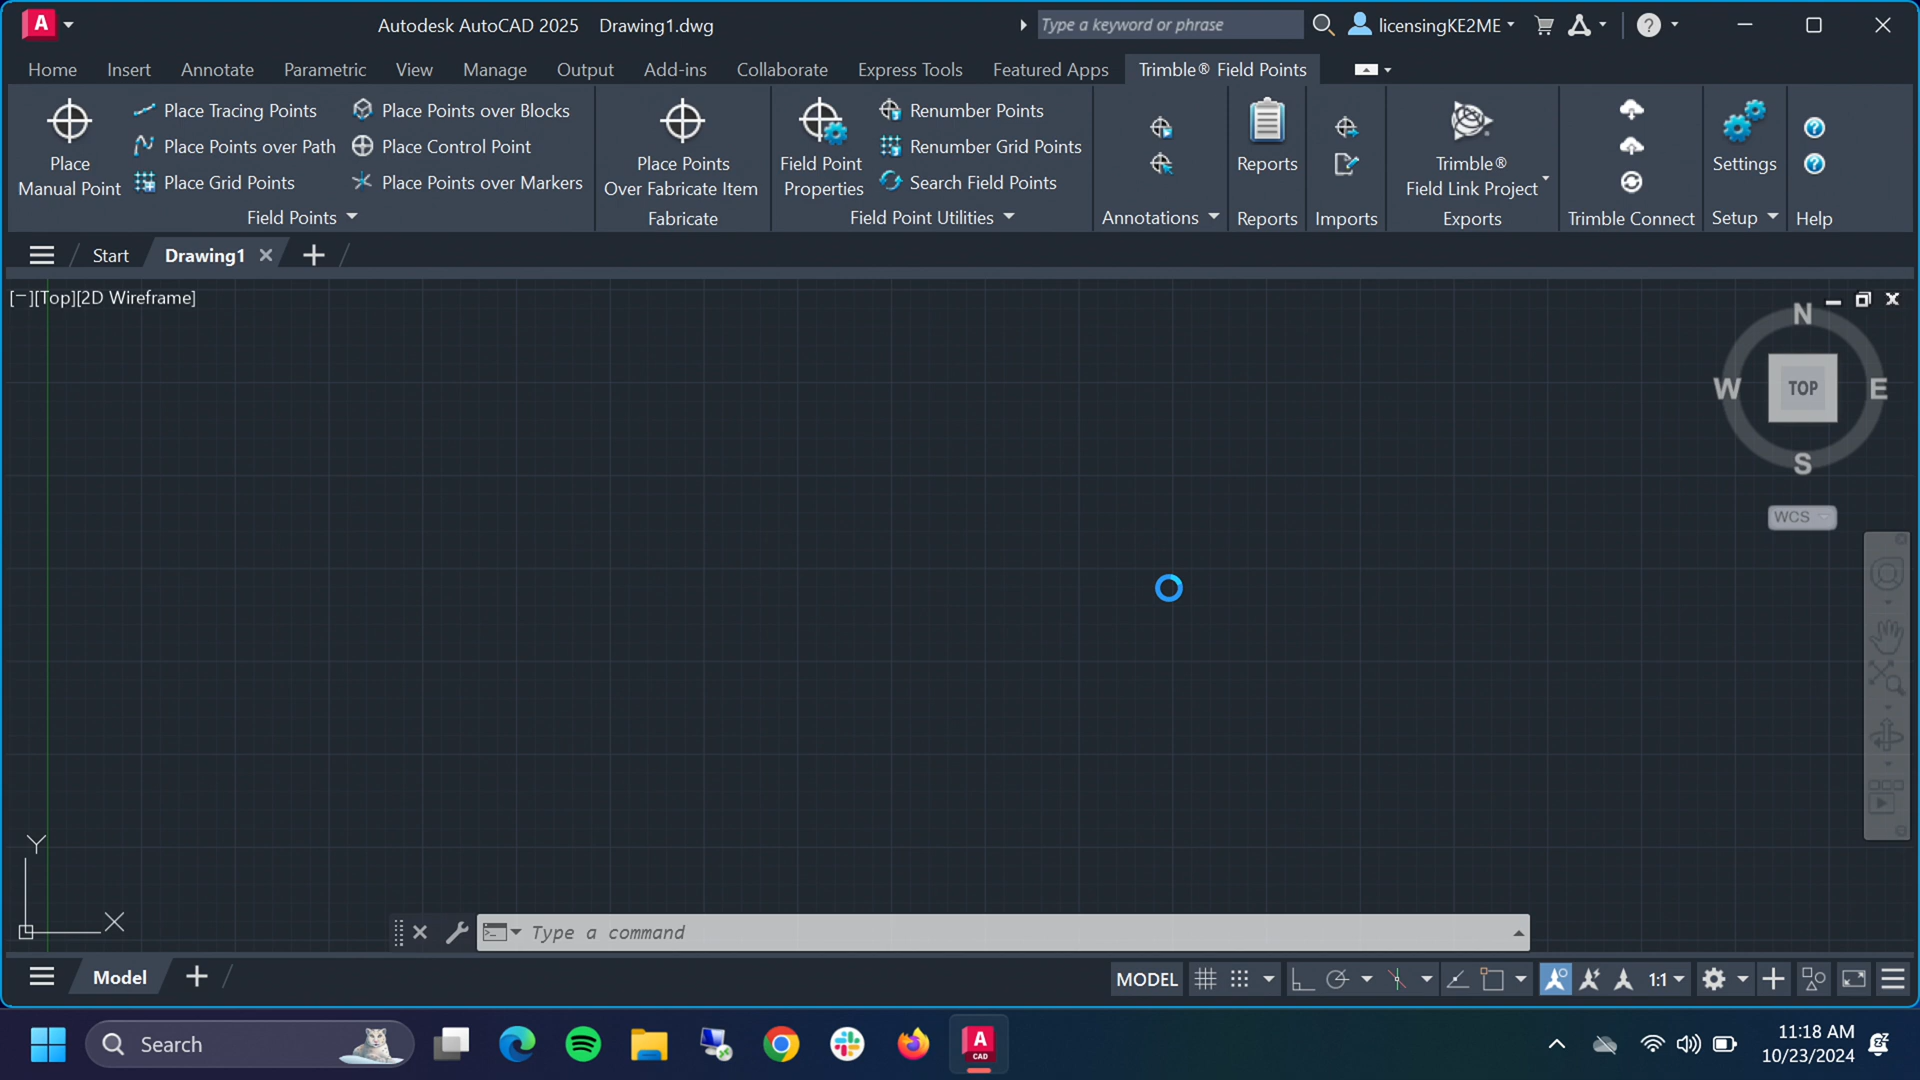 A
Autodesk AutoCAD 2025 Drawing1.dwg
Type a keyword or phrase
licensingKE2ME
?
Home Insert Annotate Parametric View Manage Output Add-ins Collaborate Express Tools Featured Apps Trimble® Field Points
Place
Manual Point
Place Tracing Points
Place Points over Path
Place Grid Points
Place Points over Blocks
Place Control Point
Place Points over Markers
Field Points
Place Points
Over Fabricate Item
Fabricate
Field Point
Properties
Renumber Points
Renumber Grid Points
Search Field Points
Field Point Utilities
Annotations
Reports
Reports
Imports
Trimble®
Field Link Project
Exports
Trimble Connect
Settings
Setup
?
?
Help
Start Drawing1
[−][Top][2D Wireframe]
N
W TOP E
S
WCS
Y
X
Type a command
Model
MODEL
1:1
Search
A
CAD
11:18 AM
10/23/2024